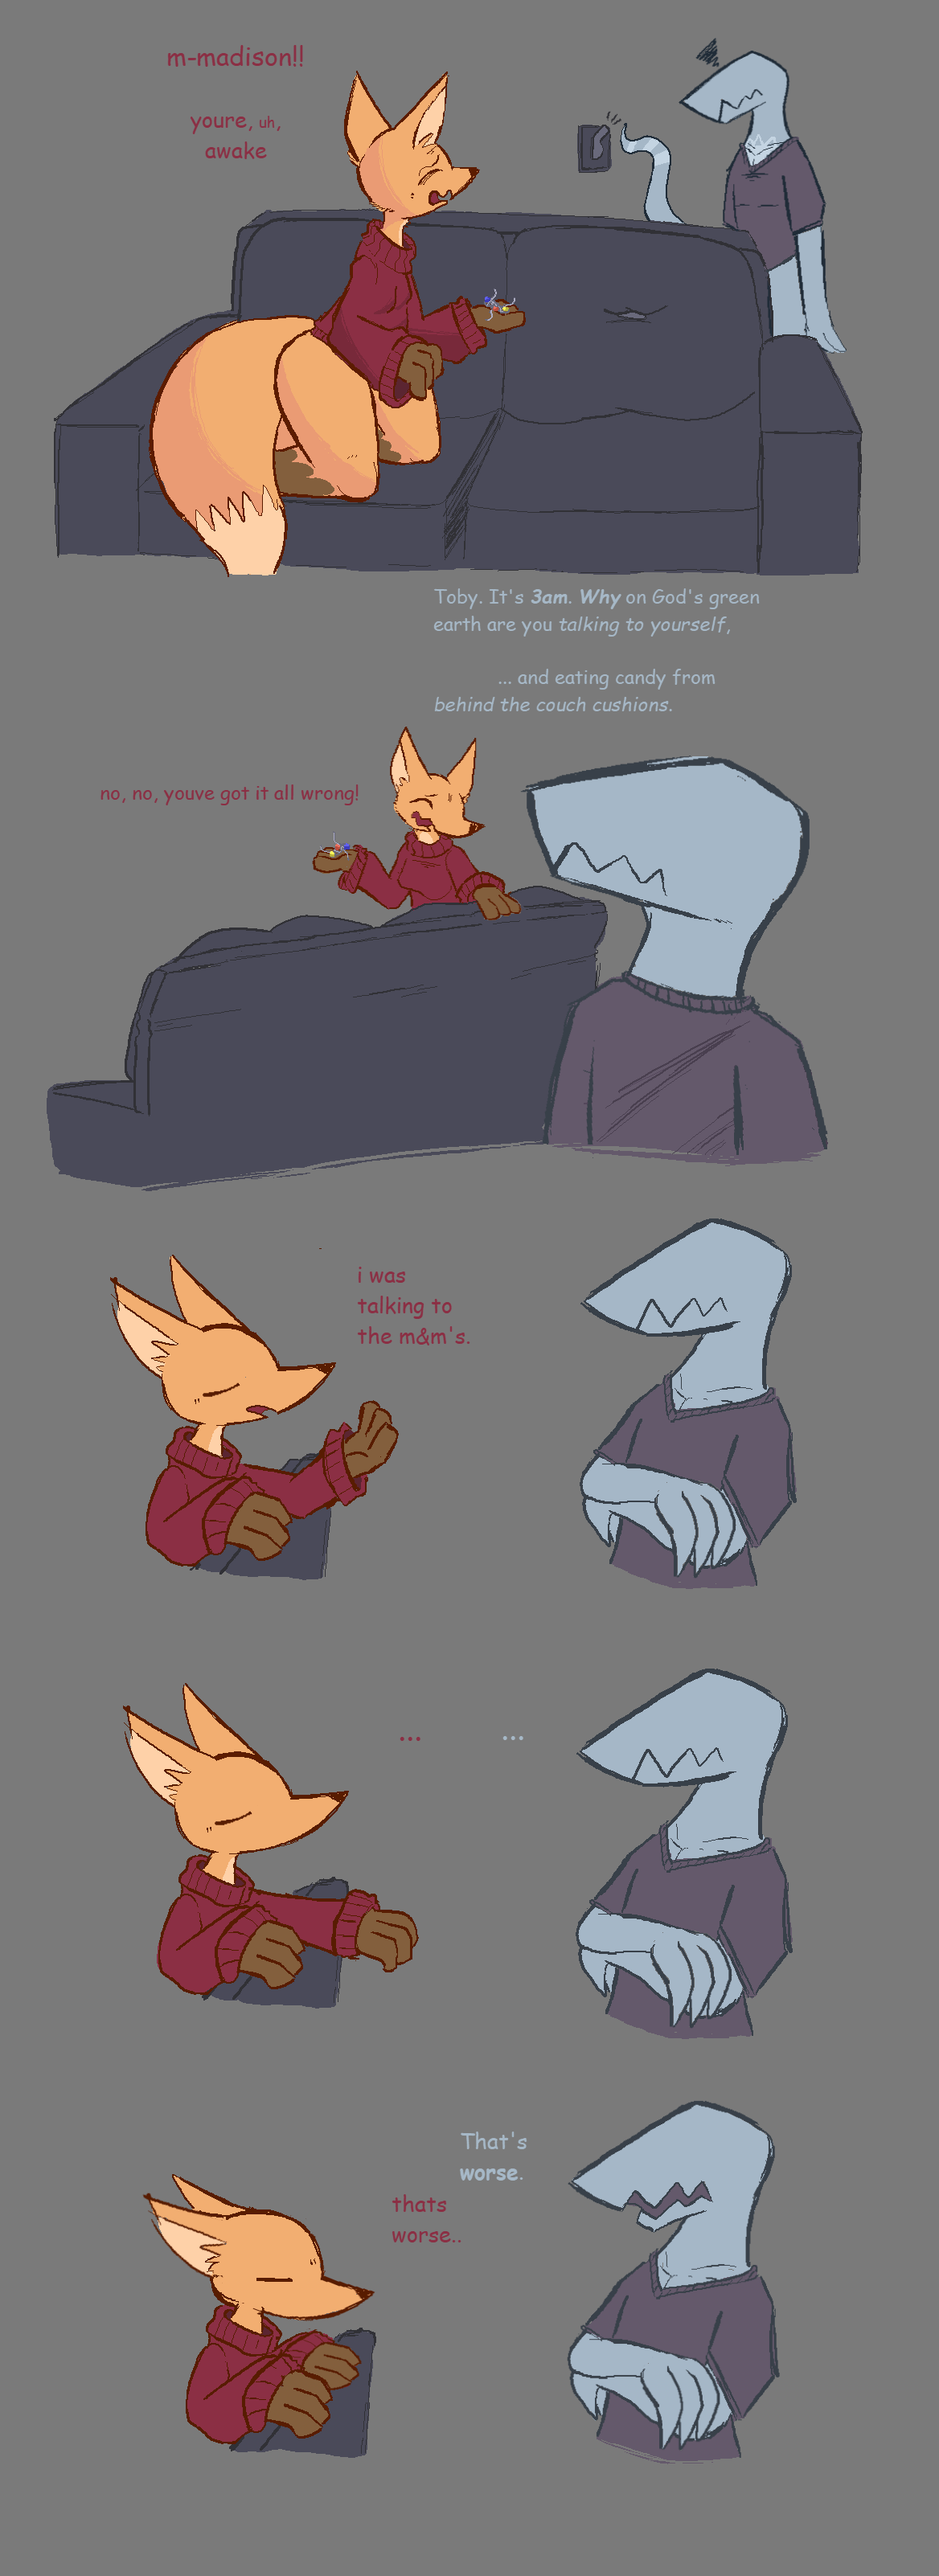 m-madison!!
youre, uh,
awake
Toby. It's 3am. Why on God's green
earth are you talking to yourself,
... and eating candy from
behind the couch cushions.
no, no, youve got it all wrong!
i was
talking to
the m&m's.
... ...
That's
worse.
thats
worse..